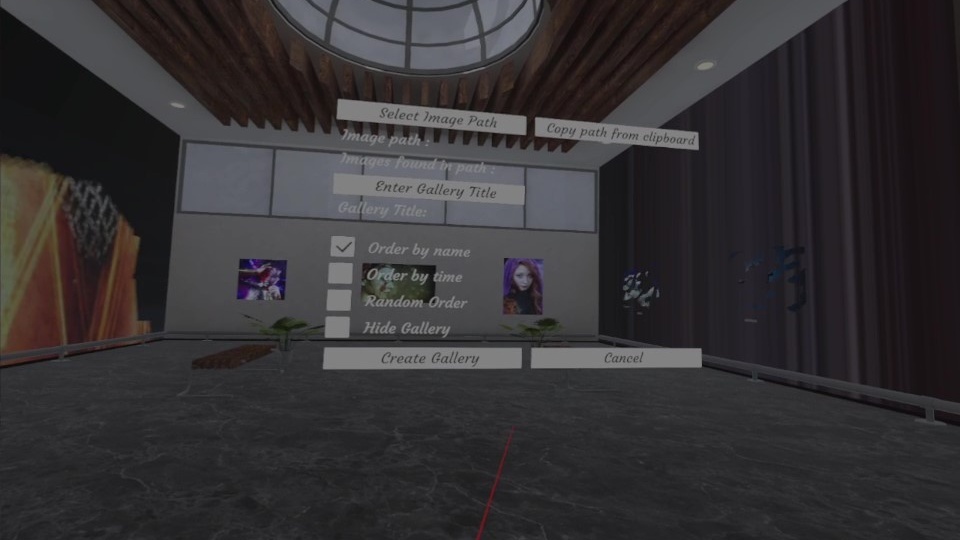 Select Image Path
Copy path from clipboard
Image path :
Images found in path :
Enter Gallery Title
Gallery Title:
Order by name
Order by time
Random Order
Hide Gallery
Create Gallery
Cancel